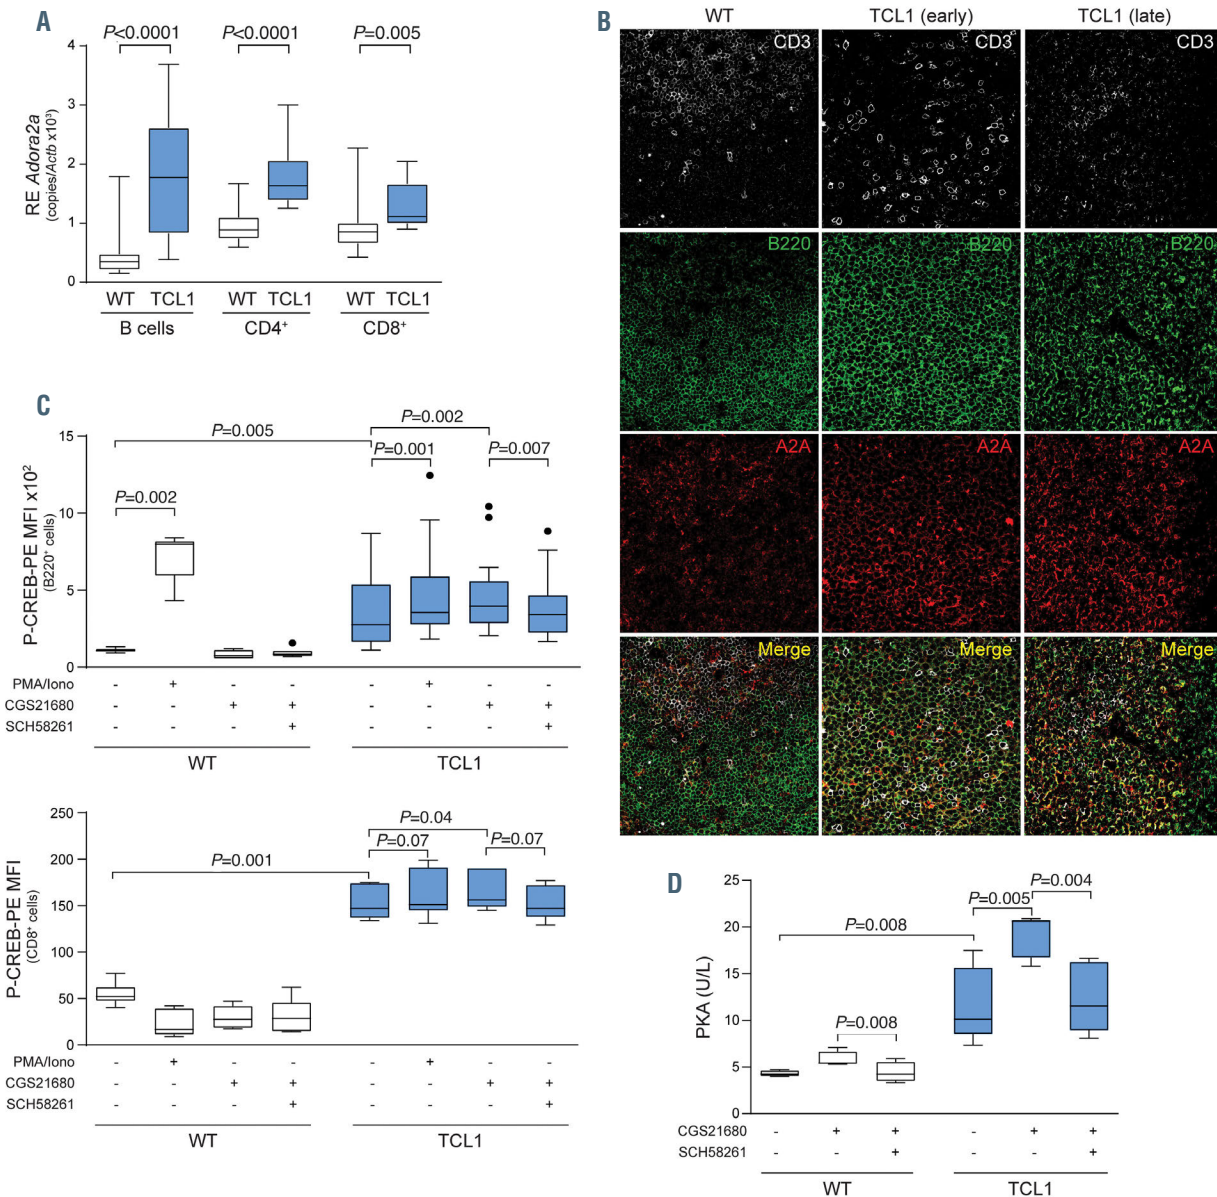 A
P<0.0001 P<0.0001 P=0.005
4
3
2
1
0
RE Adora2a
(copies/Actb x10³)
WT TCL1 WT TCL1 WT TCL1
B cells CD4⁺ CD8⁺
B
WT TCL1 (early) TCL1 (late)
CD3 CD3 CD3
B220 B220 B220
A2A A2A A2A
Merge Merge Merge
C
P=0.002
P=0.005
P=0.001 P=0.007
P=0.002
15
10
5
0
P-CREB-PE MFI x10²
(B220⁺ cells)
PMA/Iono - + - - - + - -
CGS21680 - - + + - - + +
SCH58261 - - - + - - - +
WT TCL1
P=0.04
P=0.07 P=0.07
P=0.001
250
200
150
100
50
0
P-CREB-PE MFI
(CD8⁺ cells)
PMA/Iono - + - - - + - -
CGS21680 - - + + - - + +
SCH58261 - - - + - - - +
WT TCL1
D
P=0.004
P=0.005
P=0.008
P=0.008
25
20
15
10
5
0
PKA (U/L)
CGS21680 - + + - + +
SCH58261 - - + - - +
WT TCL1